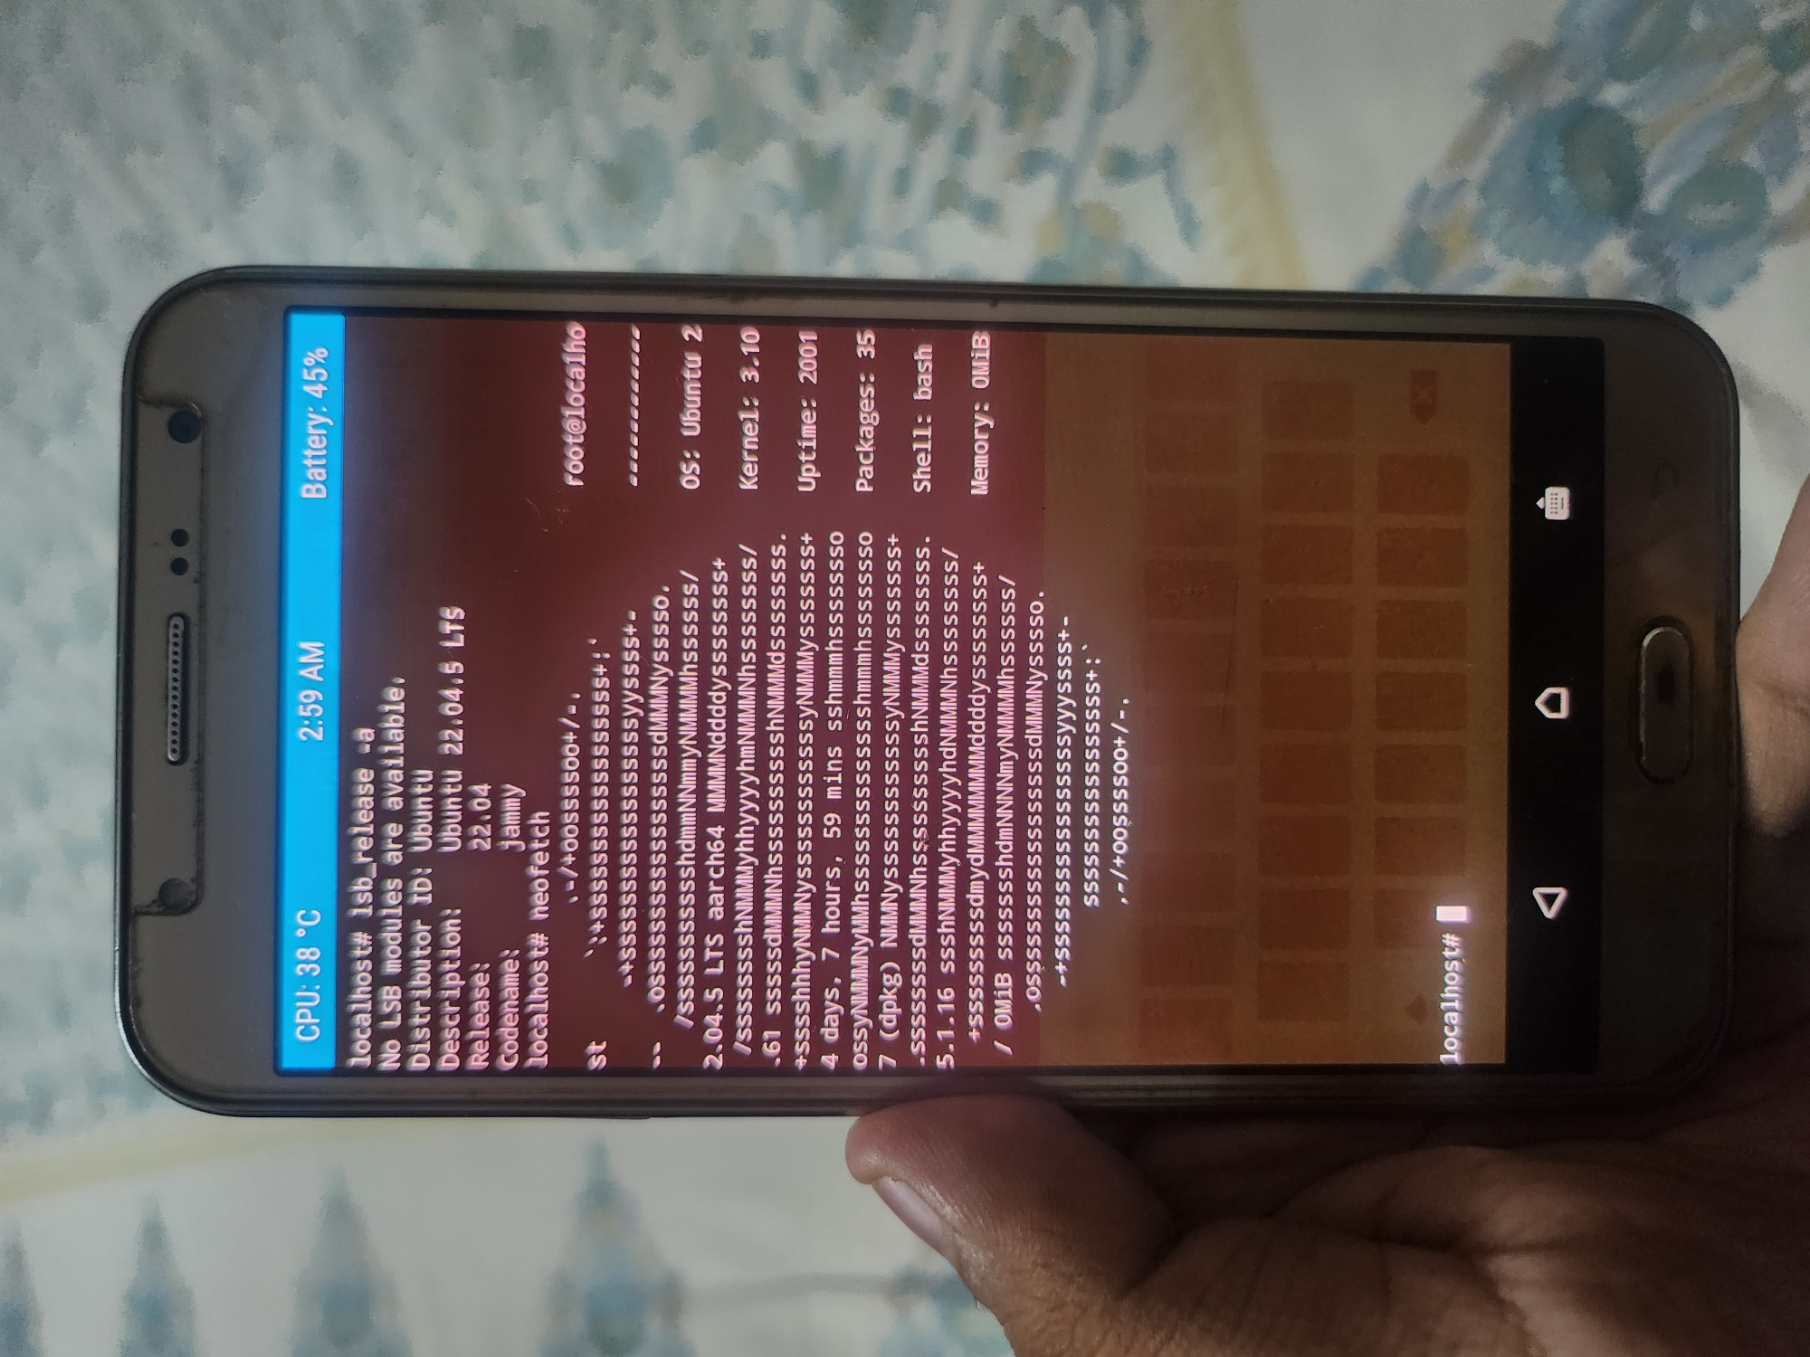 CPU: 38 °C 2:59 AM Battery: 45%
localhost# lsb_release -a
No LSB modules are available.
Distributor ID: Ubuntu
Description: Ubuntu 22.04.5 LTS
Release: 22.04
Codename: jammy
localhost# neofetch
.-/+oossssoo+/-. root@localho
st `:+ssssssssssssssssss+:`
-+ssssssssssssssssssyyssss+- ------------
-- .ossssssssssssssssssdMMMNysssso.
/ssssssssssshdmmNNmmyNMMMMhssssss/ OS: Ubuntu 2
2.04.5 LTS aarch64 MMMMNddddyssssssss+
/sssssssshNMMMyhhyyyyhmNMMMNhssssssss/ Kernel: 3.10
.61 sssssdMMMNhsssssssssshNMMMdssssssss.
+sssshhhyNMMNyssssssssssssyNMMMysssssss+ Uptime: 2001
4 days, 7 hours, 59 mins sshmmmhssssssso
ossyNMMMNyMMhsssssssssssssshmmmhssssssso Packages: 35
7 (dpkg) NMMNyssssssssssssyNMMMysssssss+
.ssssssssdMMMNhsssssssssshNMMMdssssssss. Shell: bash
5.1.16 ssshNMMMyhhyyyyhdNMMMNhssssssss/
+sssssssssdmydMMMMMMMMddddyssssssss+ Memory: 0MiB
/ 0MiB ssssssshdmNNNNmyNMMMMhssssss/
.ossssssssssssssssssdMMMNysssso.
-+sssssssssssssssssyyyssss+-
sssssssssssssssss+:`
.-/+oossssoo+/-.
localhost#